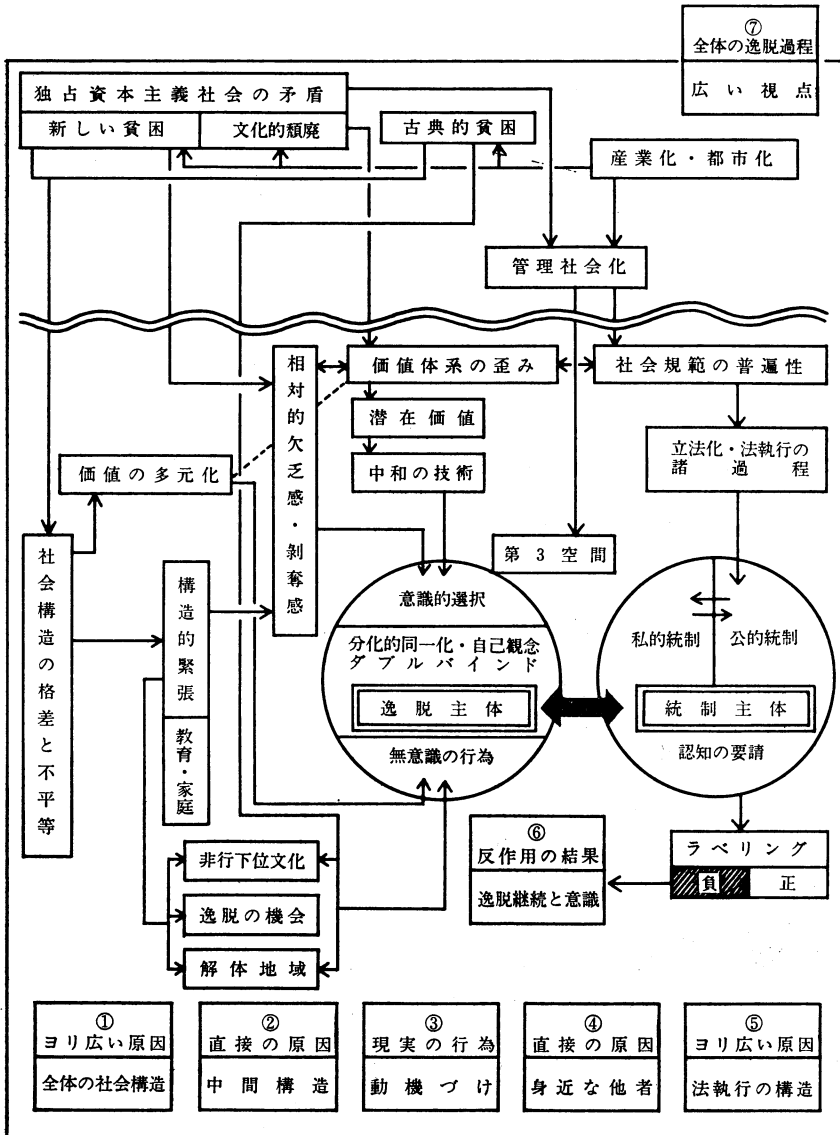 ⑦
全体の逸脱過程
広い視点
独占資本主義社会の矛盾
新しい貧困
文化的頽廃
古典的貧困
産業化・都市化
管理社会化
相対的欠乏感・剝奪感
価値体系の歪み
社会規範の普遍性
潜在価値
立法化・法執行の
諸過程
価値の多元化
中和の技術
社会構造の格差と不平等
構造的緊張
教育・家庭
第3空間
意識的選択
分化的同一化・自己観念
ダブルバインド
逸脱主体
無意識の行為
私的統制
公的統制
統制主体
認知の要請
非行下位文化
逸脱の機会
解体地域
⑥
反作用の結果
逸脱継続と意識
ラベリング
負
正
①
ヨリ広い原因
全体の社会構造
②
直接の原因
中間構造
③
現実の行為
動機づけ
④
直接の原因
身近な他者
⑤
ヨリ広い原因
法執行の構造